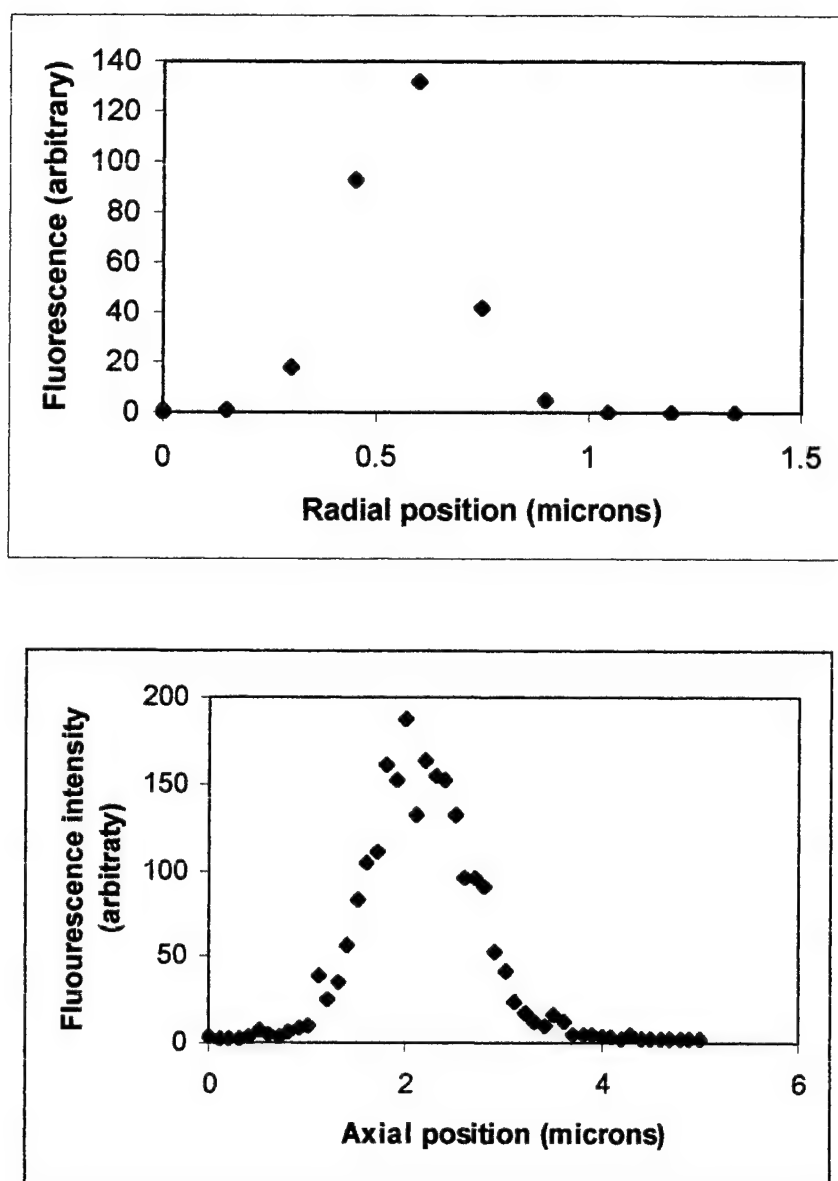 140
120
100
80
60
40
20
0
Fluorescence (arbitrary)
0 0.5 1 1.5
Radial position (microns)
200
150
100
50
0
Fluourescence intensity
(arbitraty)
0 2 4 6
Axial position (microns)